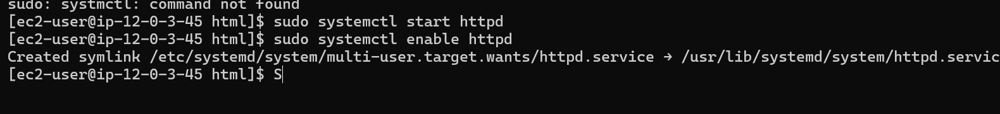 sudo: systmctl: command not found
[ec2-user@ip-12-0-3-45 html]$ sudo systemctl start httpd
[ec2-user@ip-12-0-3-45 html]$ sudo systemctl enable httpd
Created symlink /etc/systemd/system/multi-user.target.wants/httpd.service → /usr/lib/systemd/system/httpd.servic
[ec2-user@ip-12-0-3-45 html]$ S